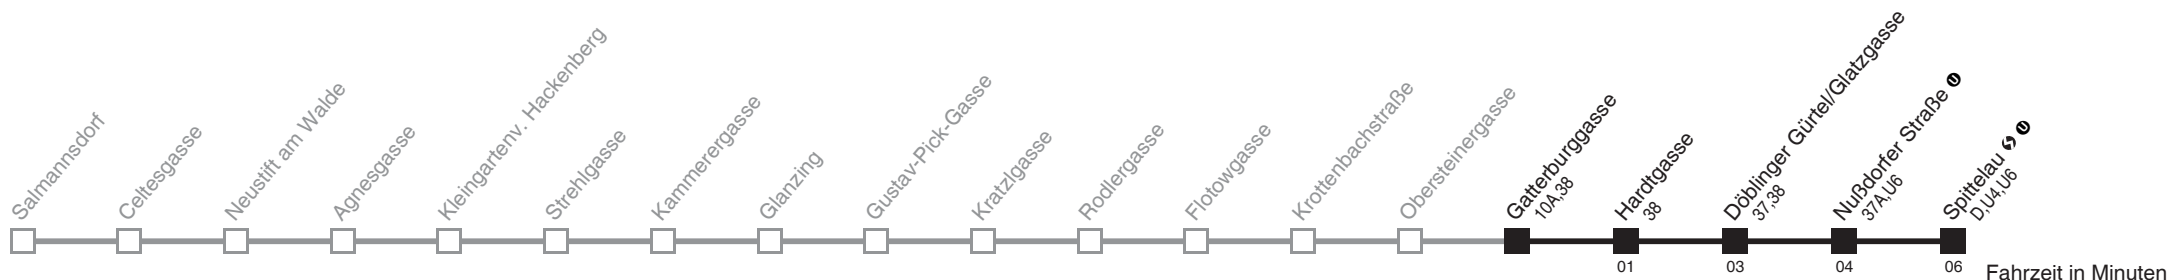 Salmannsdorf
Celtesgasse
Neustift am Walde
Agnesgasse
Kleingartenv. Hackenberg
Strehlgasse
Kammerergasse
Glanzing
Gustav-Pick-Gasse
Kratzlgasse
Rodlergasse
Flotowgasse
Krottenbachstraße
Obersteinergasse
Gatterburggasse
10A,38
Hardtgasse
38
Döblinger Gürtel/Glatzgasse
37,38
Nußdorfer Straße U
37A,U6
Spittelau S U
D,U4,U6
01
03
04
06
Fahrzeit in Minuten